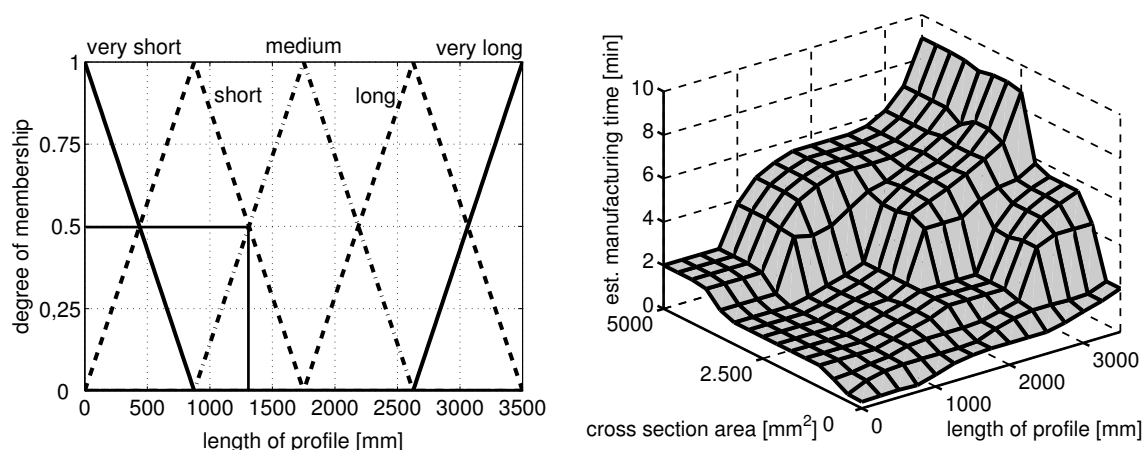 very short
medium
very long
short
long
1
0.75
0.5
0.25
0
degree of membership
0 500 1000 1500 2000 2500 3000 3500
length of profile [mm]
est. manufacturing time [min]
10
8
6
4
2
0
5000
2.500
0
cross section area [mm²]
0
1000
2000
3000
length of profile [mm]